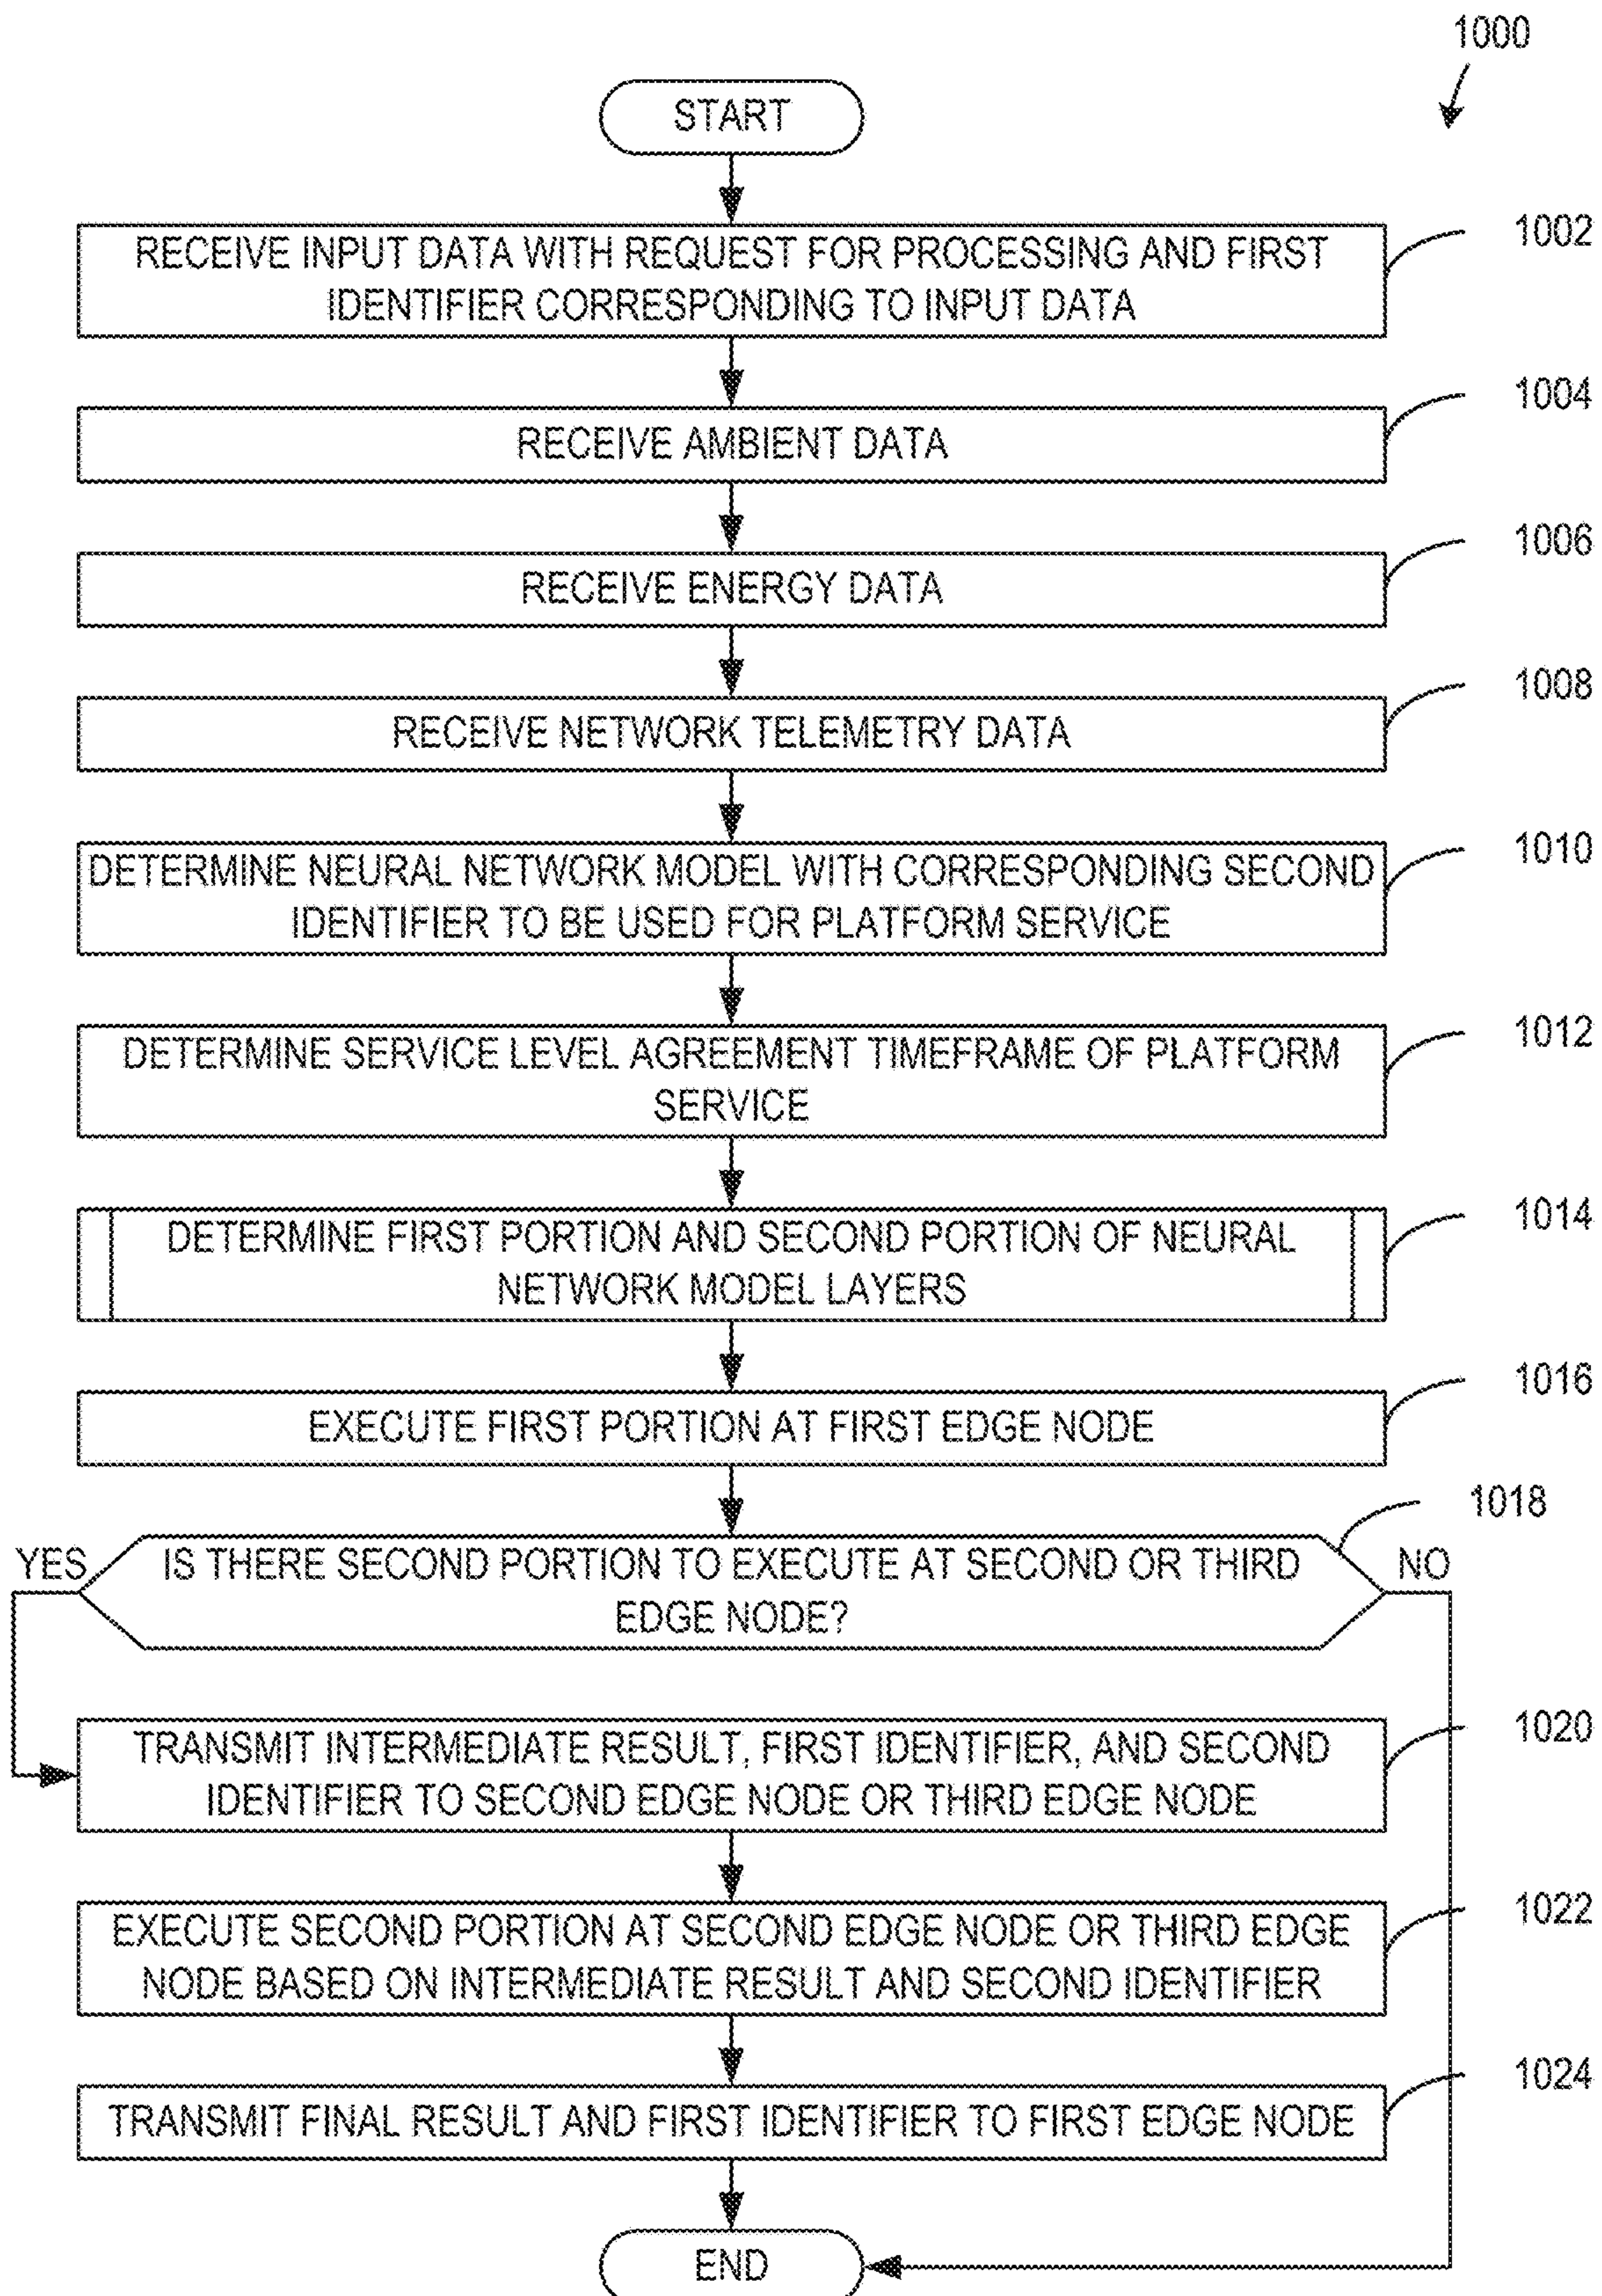 1000
START
RECEIVE INPUT DATA WITH REQUEST FOR PROCESSING AND FIRST
IDENTIFIER CORRESPONDING TO INPUT DATA
1002
RECEIVE AMBIENT DATA
1004
RECEIVE ENERGY DATA
1006
RECEIVE NETWORK TELEMETRY DATA
1008
DETERMINE NEURAL NETWORK MODEL WITH CORRESPONDING SECOND
IDENTIFIER TO BE USED FOR PLATFORM SERVICE
1010
DETERMINE SERVICE LEVEL AGREEMENT TIMEFRAME OF PLATFORM
SERVICE
1012
DETERMINE FIRST PORTION AND SECOND PORTION OF NEURAL
NETWORK MODEL LAYERS
1014
EXECUTE FIRST PORTION AT FIRST EDGE NODE
1016
1018
YES
IS THERE SECOND PORTION TO EXECUTE AT SECOND OR THIRD
EDGE NODE?
NO
TRANSMIT INTERMEDIATE RESULT, FIRST IDENTIFIER, AND SECOND
IDENTIFIER TO SECOND EDGE NODE OR THIRD EDGE NODE
1020
EXECUTE SECOND PORTION AT SECOND EDGE NODE OR THIRD EDGE
NODE BASED ON INTERMEDIATE RESULT AND SECOND IDENTIFIER
1022
TRANSMIT FINAL RESULT AND FIRST IDENTIFIER TO FIRST EDGE NODE
1024
END